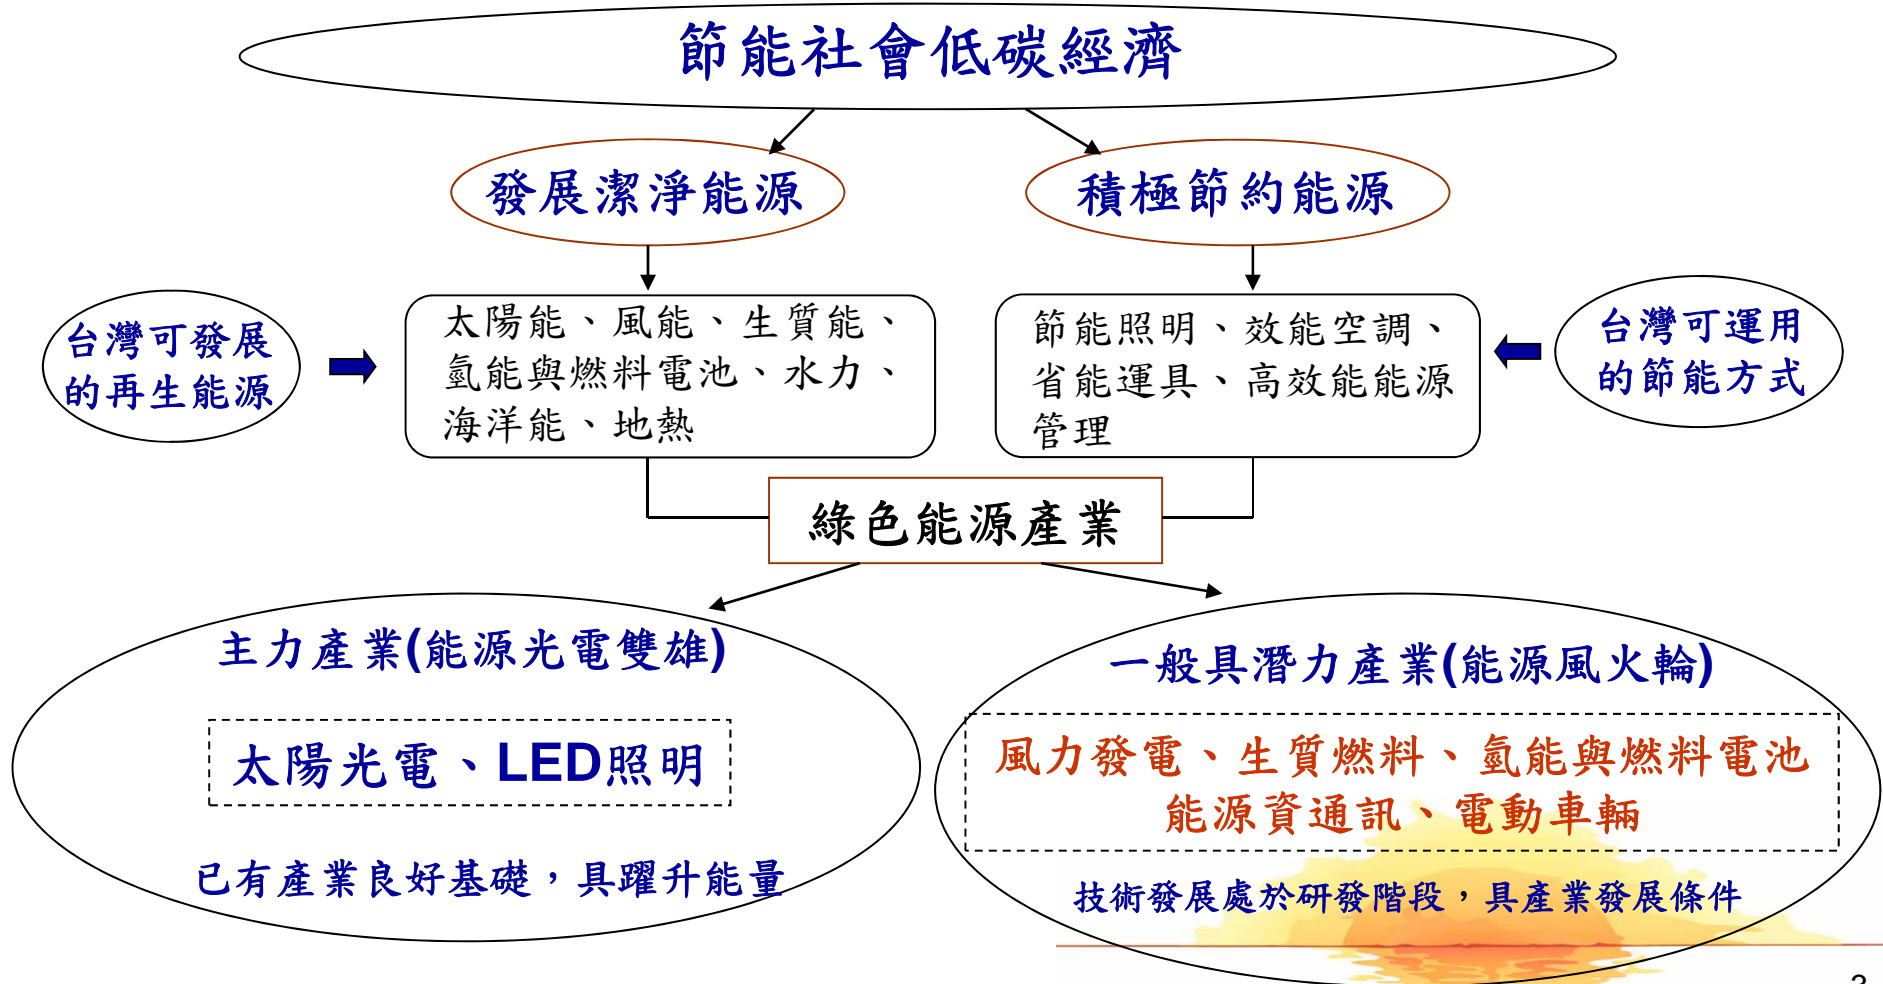 節能社會低碳經濟
發展潔淨能源
積極節約能源
台灣可發展
的再生能源
太陽能、風能、生質能、
氫能與燃料電池、水力、
海洋能、地熱
節能照明、效能空調、
省能運具、高效能能源
管理
台灣可運用
的節能方式
綠色能源產業
主力產業(能源光電雙雄)
太陽光電、LED照明
已有產業良好基礎，具躍升能量
一般具潛力產業(能源風火輪)
風力發電、生質燃料、氫能與燃料電池
能源資通訊、電動車輛
技術發展處於研發階段，具產業發展條件